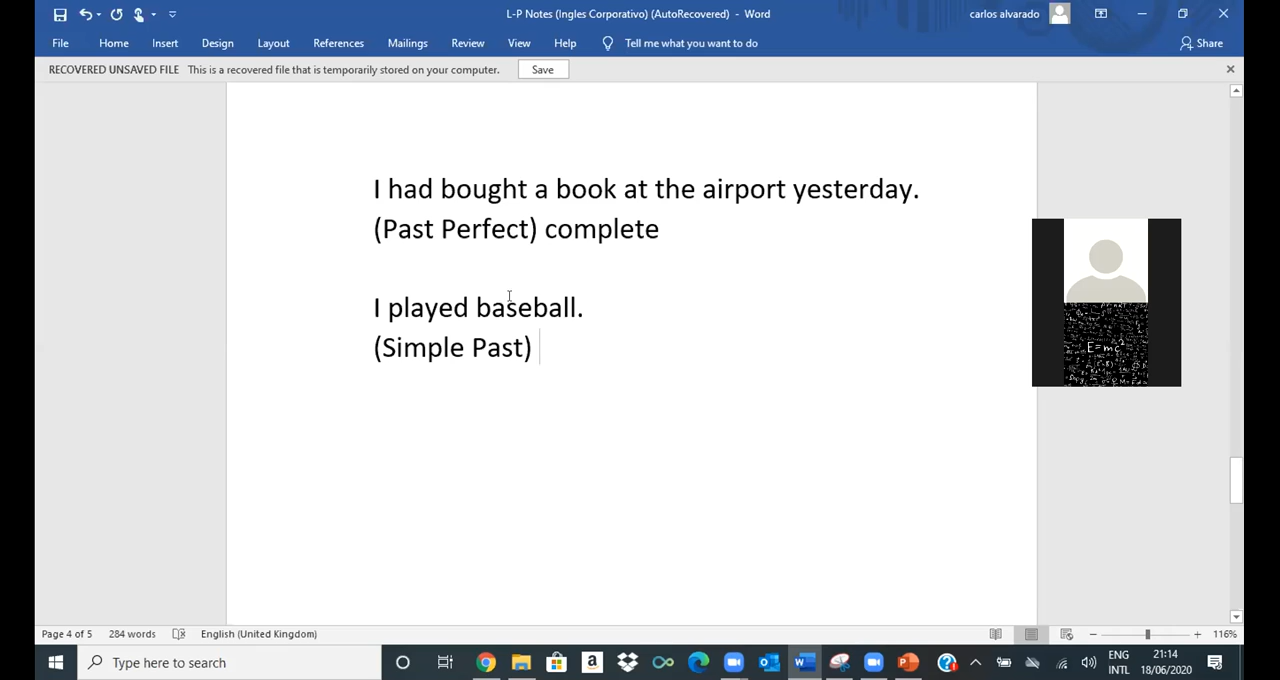 L-P Notes (Ingles Corporativo) (AutoRecovered) - Word
carlos alvarado
File Home Insert Design Layout References Mailings Review View Help Tell me what you want to do Share
RECOVERED UNSAVED FILE This is a recovered file that is temporarily stored on your computer. Save
I had bought a book at the airport yesterday.
(Past Perfect) complete
I played baseball.
(Simple Past)
E=mc²
Page 4 of 5 284 words English (United Kingdom) 116%
Type here to search
ENG
INTL
21:14
18/06/2020